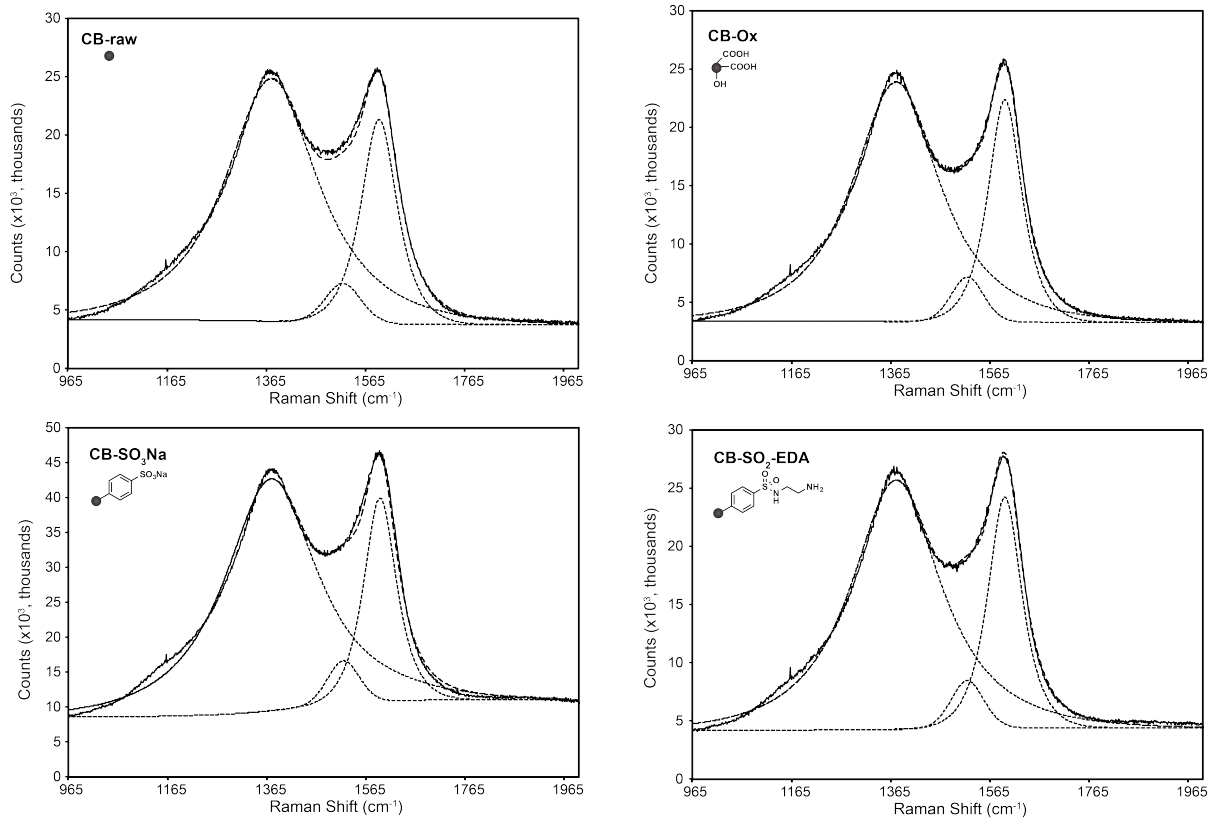 CB-raw
30
25
20
15
10
5
0
Counts (x10³, thousands)
965 1165 1365 1565 1765 1965
Raman Shift (cm⁻¹)
CB-Ox
COOH
COOH
OH
30
25
20
15
10
5
0
Counts (x10³, thousands)
965 1165 1365 1565 1765 1965
Raman Shift (cm⁻¹)
CB-SO₃Na
SO₃Na
50
45
40
35
30
25
20
15
10
5
0
Counts (x10³, thousands)
965 1165 1365 1565 1765 1965
Raman Shift (cm⁻¹)
CB-SO₂-EDA
O
O
S
N
H
NH₂
30
25
20
15
10
5
0
Counts (x10³, thousands)
965 1165 1365 1565 1765 1965
Raman Shift (cm⁻¹)